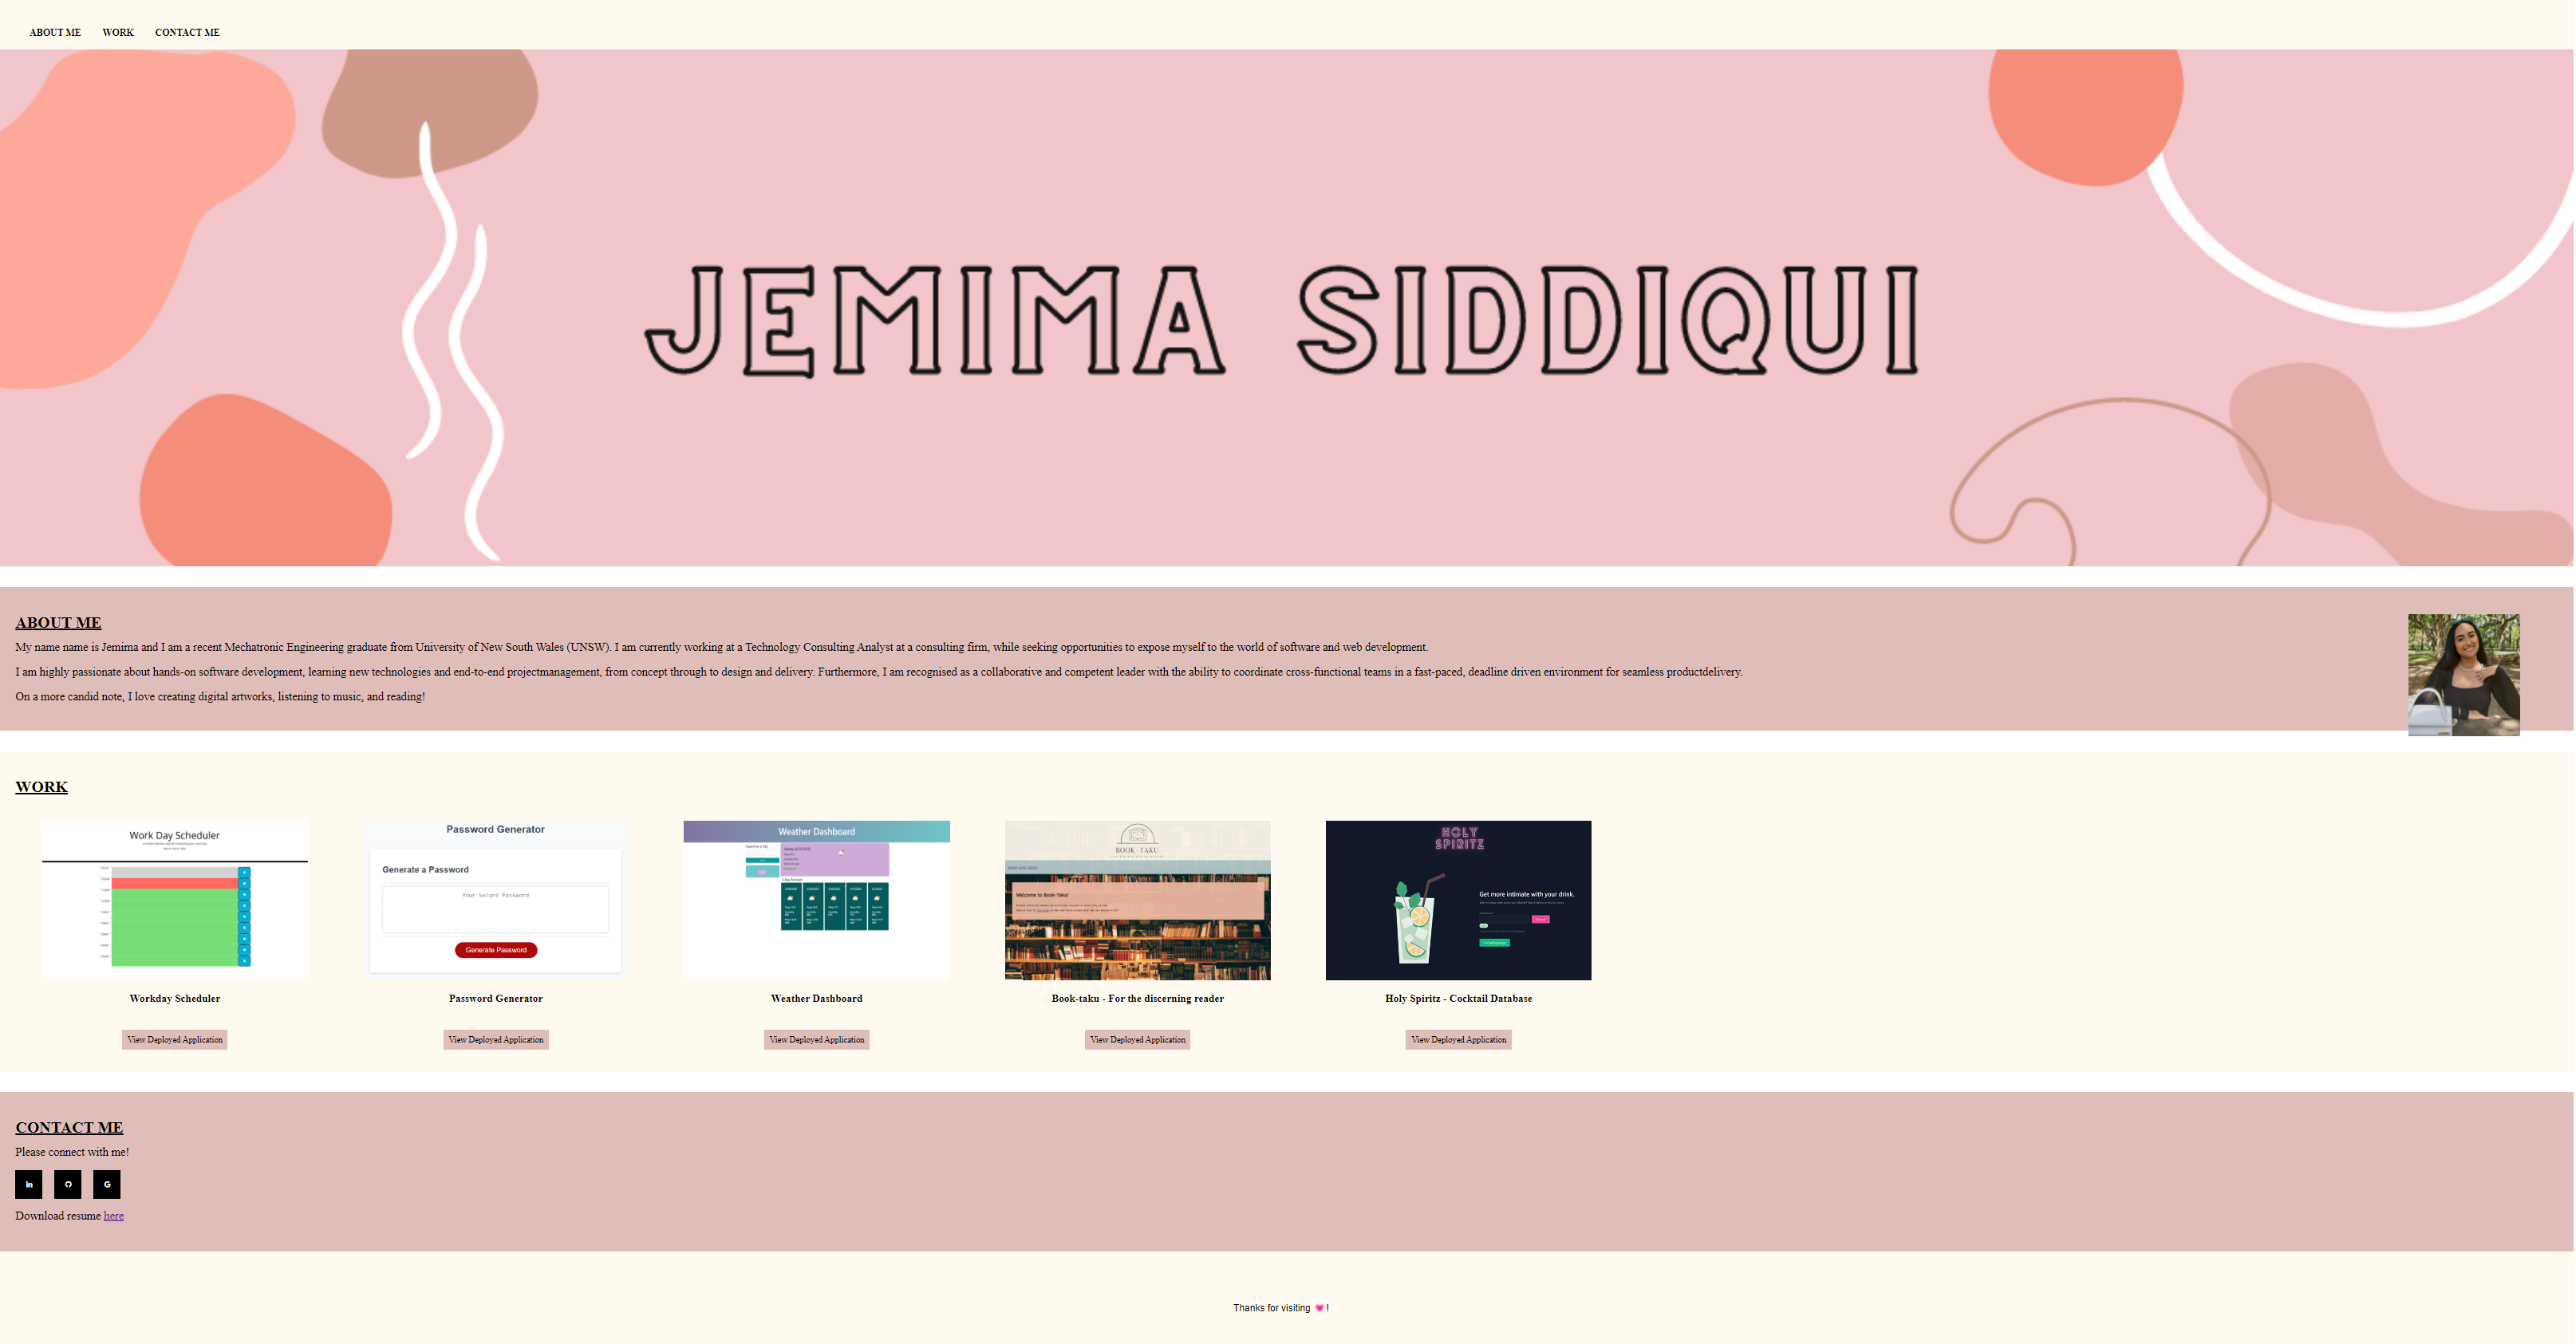 ABOUT ME WORK CONTACT ME
JEMIMA SIDDIQUI
ABOUT ME
My name name is Jemima and I am a recent Mechatronic Engineering graduate from University of New South Wales (UNSW). I am currently working at a Technology Consulting Analyst at a consulting firm, while seeking opportunities to expose myself to the world of software and web development.
I am highly passionate about hands-on software development, learning new technologies and end-to-end projectmanagement, from concept through to design and delivery. Furthermore, I am recognised as a collaborative and competent leader with the ability to coordinate cross-functional teams in a fast-paced, deadline driven environment for seamless productdelivery.
On a more candid note, I love creating digital artworks, listening to music, and reading!
WORK
Work Day Scheduler
Password Generator
Generate a Password
Your Secure Password
Generate Password
Weather Dashboard
BOOK-TAKU
Welcome to Book-Taku!
HOLY
SPIRITZ
Get more intimate with your drink.
Workday Scheduler
Password Generator
Weather Dashboard
Book-taku - For the discerning reader
Holy Spiritz - Cocktail Database
View Deployed Application
View Deployed Application
View Deployed Application
View Deployed Application
View Deployed Application
CONTACT ME
Please connect with me!
in G
Download resume here
Thanks for visiting 💗!